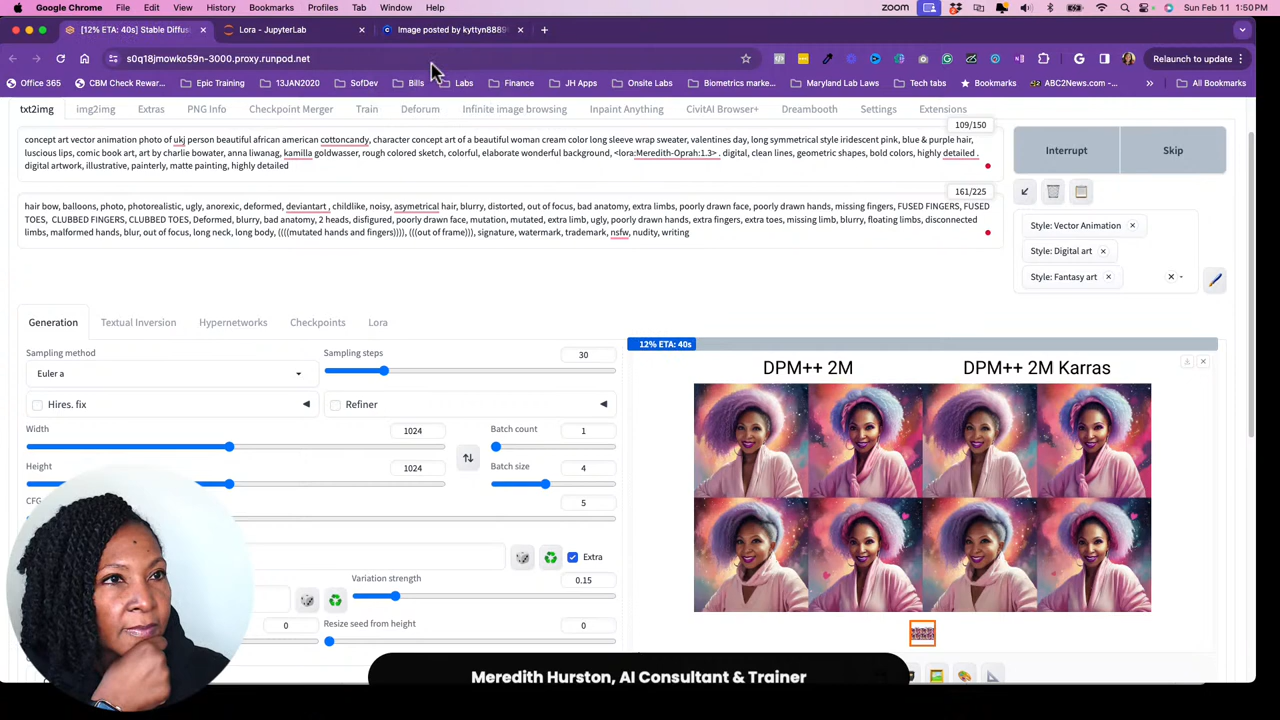 Google Chrome File Edit View History Bookmarks Profiles Tab Window Help zoom Sun Feb 11 1:50 PM
[12% ETA: 40s] Stable Diffus × Lora - JupyterLab × Image posted by kyttyn8889 × +
s0q18jmowko59n-3000.proxy.runpod.net Relaunch to update
Office 365 CBM Check Rewar... Epic Training 13JAN2020 SofDev Bills Labs Finance JH Apps Onsite Labs Biometrics marke... Maryland Lab Laws Tech tabs Bookmarks ABC2News.com -... » All Bookmarks
txt2img img2img Extras PNG Info Checkpoint Merger Train Deforum Infinite image browsing Inpaint Anything CivitAI Browser+ Dreambooth Settings Extensions
109/150
concept art vector animation photo of ukj person beautiful african american cottoncandy, character concept art of a beautiful woman cream color long sleeve wrap sweater, valentines day, long symmetrical style iridescent pink, blue & purple hair,
luscious lips, comic book art, art by charlie bowater, anna liwanag, kamilla goldwasser, rough colored sketch, colorful, elaborate wonderful background, <lora:Meredith-Oprah:1.3> . digital, clean lines, geometric shapes, bold colors, highly detailed .
digital artwork, illustrative, painterly, matte painting, highly detailed
Interrupt Skip
161/225
hair bow, balloons, photo, photorealistic, ugly, anorexic, deformed, deviantart , childlike, noisy, asymetrical hair, blurry, distorted, out of focus, bad anatomy, extra limbs, poorly drawn face, poorly drawn hands, missing fingers, FUSED FINGERS, FUSED
TOES, CLUBBED FINGERS, CLUBBED TOES, Deformed, blurry, bad anatomy, 2 heads, disfigured, poorly drawn face, mutation, mutated, extra limb, ugly, poorly drawn hands, extra fingers, extra toes, missing limb, blurry, floating limbs, disconnected
limbs, malformed hands, blur, out of focus, long neck, long body, ((((mutated hands and fingers)))), (((out of frame))), signature, watermark, trademark, nsfw, nudity, writing
Style: Vector Animation ×
Style: Digital art ×
Style: Fantasy art ×
Generation Textual Inversion Hypernetworks Checkpoints Lora
12% ETA: 40s
Sampling method
Euler a
Sampling steps 30
DPM++ 2M DPM++ 2M Karras
Hires. fix Refiner
Width 1024 Batch count 1
Height 1024 Batch size 4
CFG 5
Extra
Variation strength 0.15
0 Resize seed from height 0
Meredith Hurston, AI Consultant & Trainer